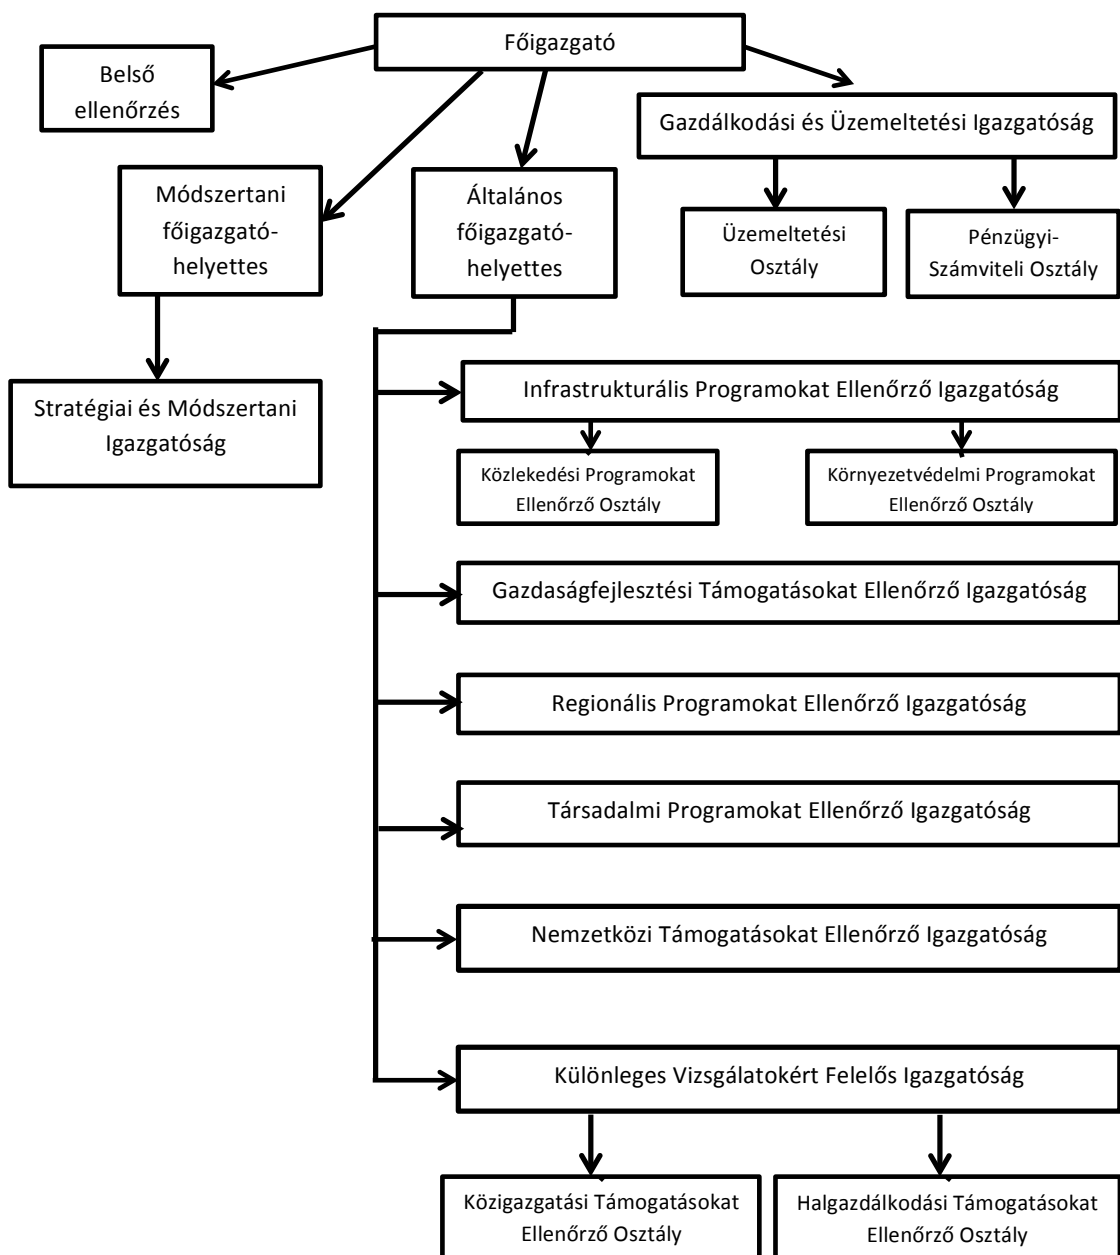 Főigazgató
Belső
ellenőrzés
Gazdálkodási és Üzemeltetési Igazgatóság
Módszertani
főigazgató-
helyettes
Általános
főigazgató-
helyettes
Üzemeltetési
Osztály
Pénzügyi-
Számviteli Osztály
Stratégiai és Módszertani
Igazgatóság
Infrastrukturális Programokat Ellenőrző Igazgatóság
Közlekedési Programokat
Ellenőrző Osztály
Környezetvédelmi Programokat
Ellenőrző Osztály
Gazdaságfejlesztési Támogatásokat Ellenőrző Igazgatóság
Regionális Programokat Ellenőrző Igazgatóság
Társadalmi Programokat Ellenőrző Igazgatóság
Nemzetközi Támogatásokat Ellenőrző Igazgatóság
Különleges Vizsgálatokért Felelős Igazgatóság
Közigazgatási Támogatásokat
Ellenőrző Osztály
Halgazdálkodási Támogatásokat
Ellenőrző Osztály